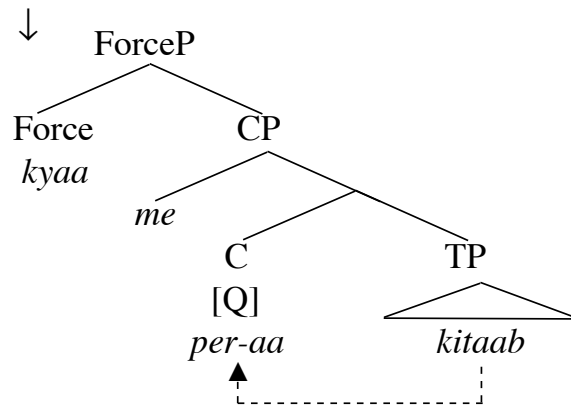 ↓
ForceP
Force CP
kyaa
me
C TP
[Q]
per-aa kitaab